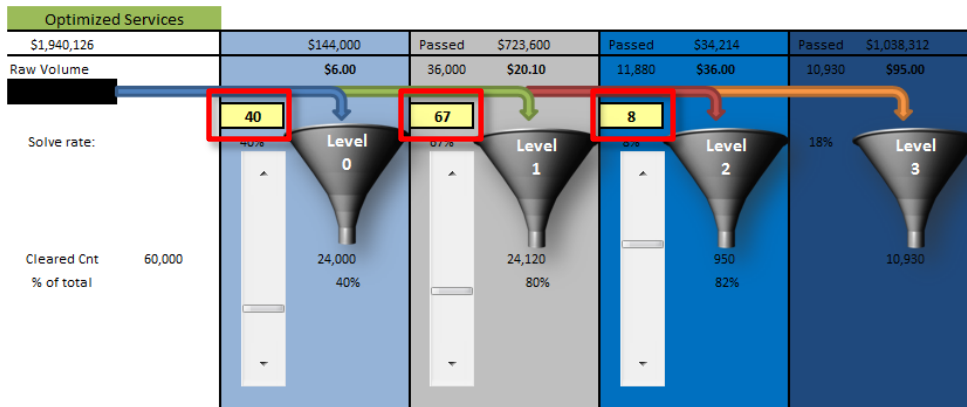 Optimized Services
$1,940,126 $144,000 Passed $723,600 Passed $34,214 Passed $1,038,312
Raw Volume $6.00 36,000 $20.10 11,880 $36.00 10,930 $95.00
40 67 8
Solve rate: 40% Level 0 67% Level 1 8% Level 2 18% Level 3
Cleared Cnt 60,000 24,000 24,120 950 10,930
% of total 40% 80% 82%